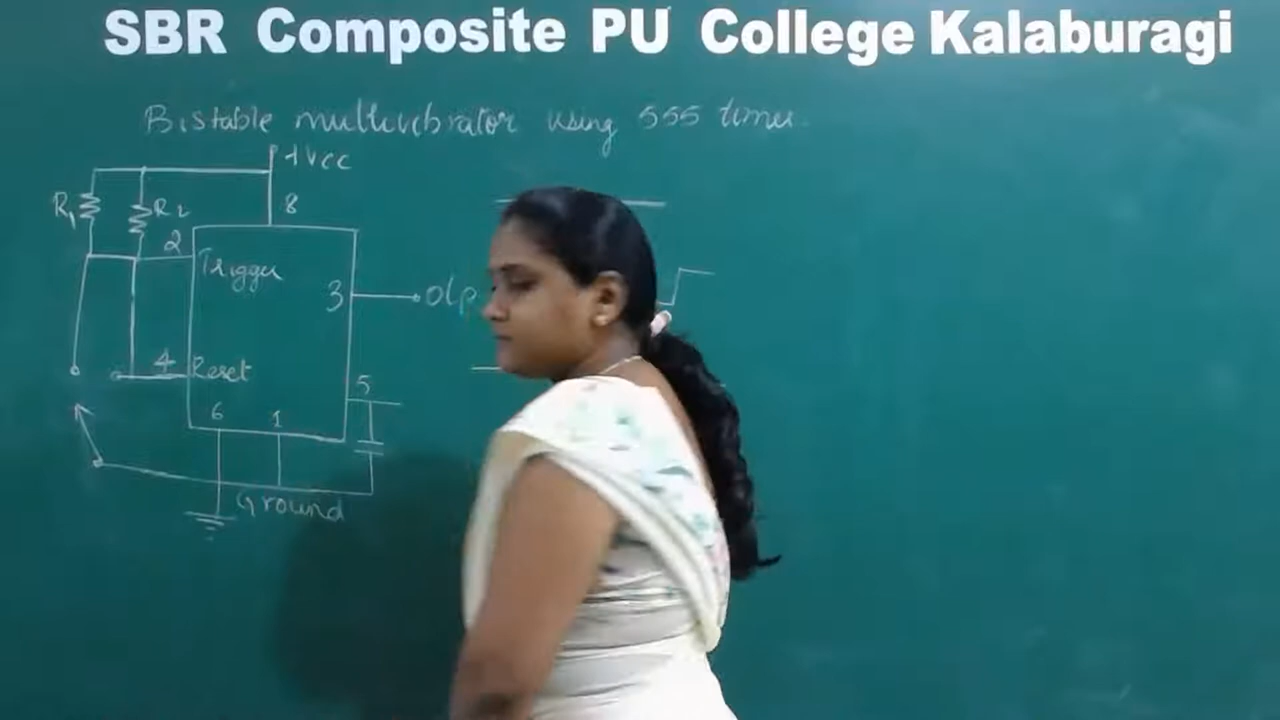 SBR Composite PU College Kalaburagi
Bistable multivibrator using 555 timer
+Vcc
R1
R2
8
2
Trigger
3
o/p
4
Reset
5
6
1
Ground